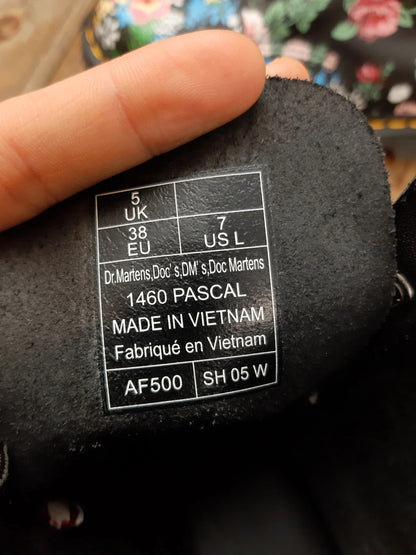 5
UK
38
EU
7
US L
Dr.Martens,Doc's,DM's,Doc Martens
1460 PASCAL
MADE IN VIETNAM
Fabriqué en Vietnam
AF500
SH 05 W